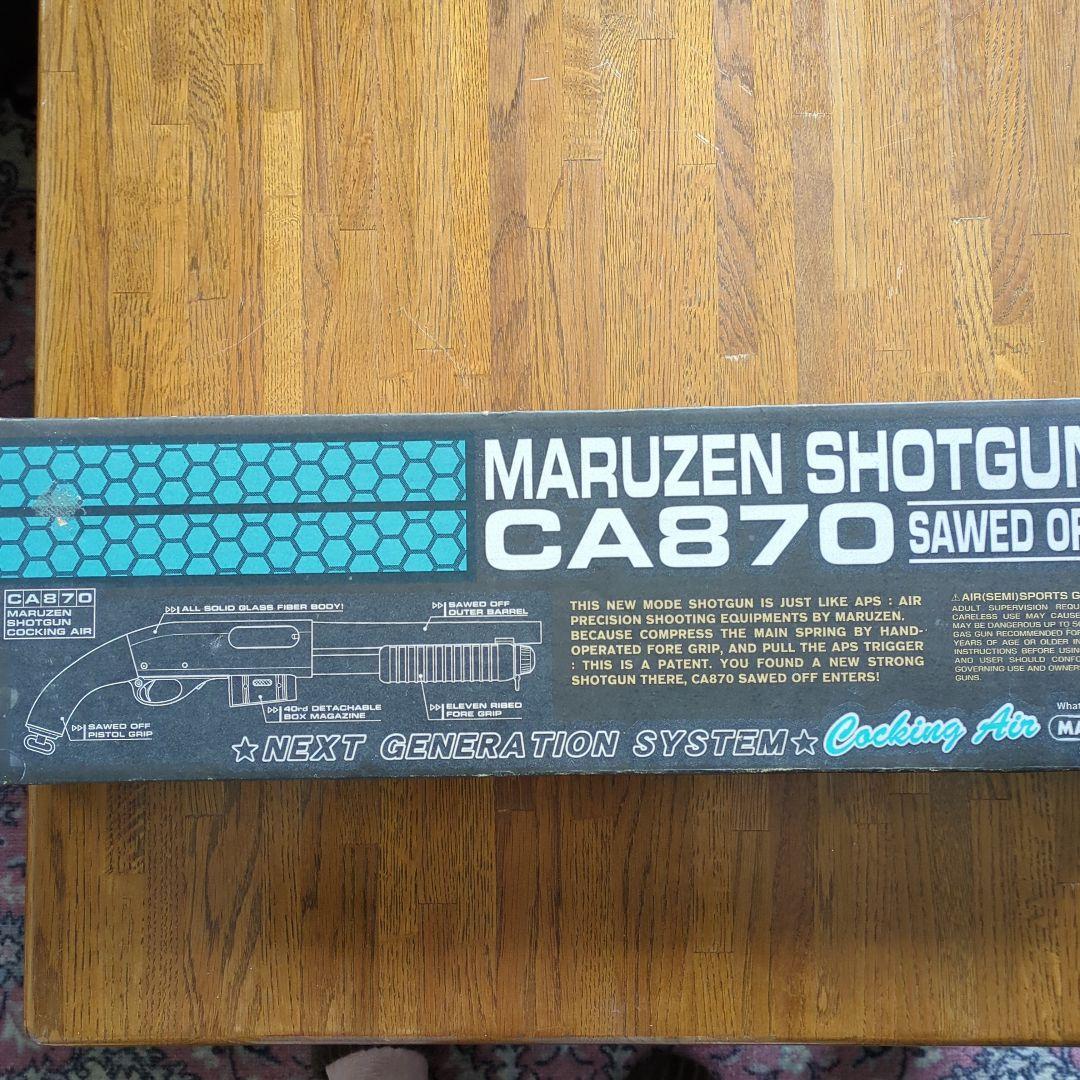 MARUZEN SHOTGUN
CA870 SAWED OF
CA870
MARUZEN
SHOTGUN
COCKING AIR
ALL SOLID GLASS FIBER BODY!
SAWED OFF
OUTER BARREL
40rd DETACHABLE
BOX MAGAZINE
ELEVEN RIBED
FORE GRIP
SAWED OFF
PISTOL GRIP
THIS NEW MODE SHOTGUN IS JUST LIKE APS : AIR
PRECISION SHOOTING EQUIPMENTS BY MARUZEN.
BECAUSE COMPRESS THE MAIN SPRING BY HAND-
OPERATED FORE GRIP, AND PULL THE APS TRIGGER
: THIS IS A PATENT. YOU FOUND A NEW STRONG
SHOTGUN THERE, CA870 SAWED OFF ENTERS!
⚠ AIR(SEMI)SPORTS G
ADULT SUPERVISION REQU
CARELESS USE MAY CAUSE
MAY BE DANGEROUS UP TO 50
GAS GUN RECOMMENDED FOR
YEARS OF AGE OR OLDER
INSTRUCTIONS BEFORE USING
AND USER SHOULD CONFO
GOVERNING USE AND OWNER
GUNS.
★NEXT GENERATION SYSTEM★ Cocking Air
What
MA